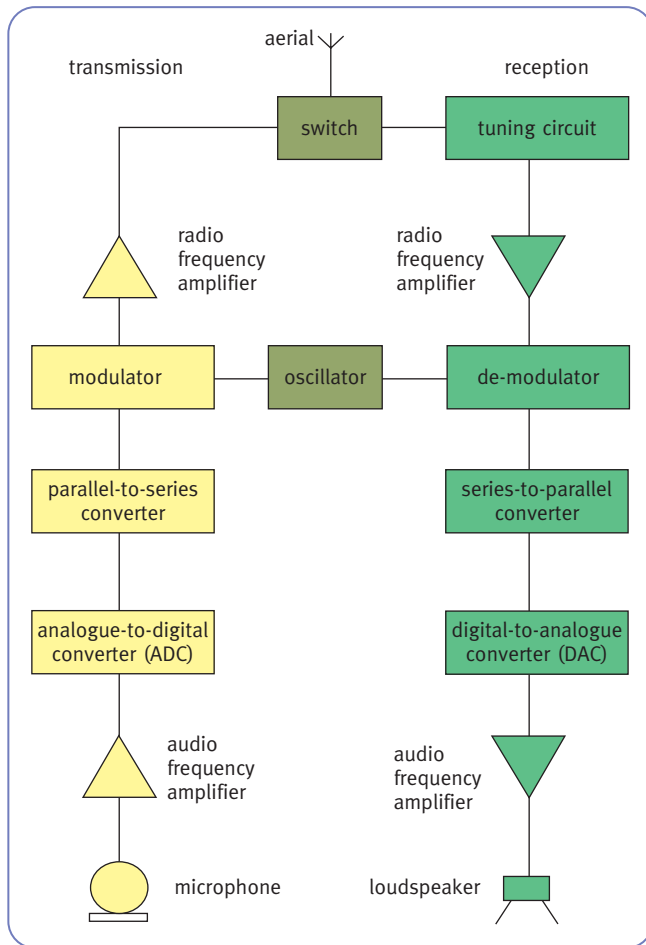 aerial
transmission
reception
switch
tuning circuit
radio
frequency
amplifier
radio
frequency
amplifier
modulator
oscillator
de-modulator
parallel-to-series
converter
series-to-parallel
converter
analogue-to-digital
converter (ADC)
digital-to-analogue
converter (DAC)
audio
frequency
amplifier
audio
frequency
amplifier
microphone
loudspeaker